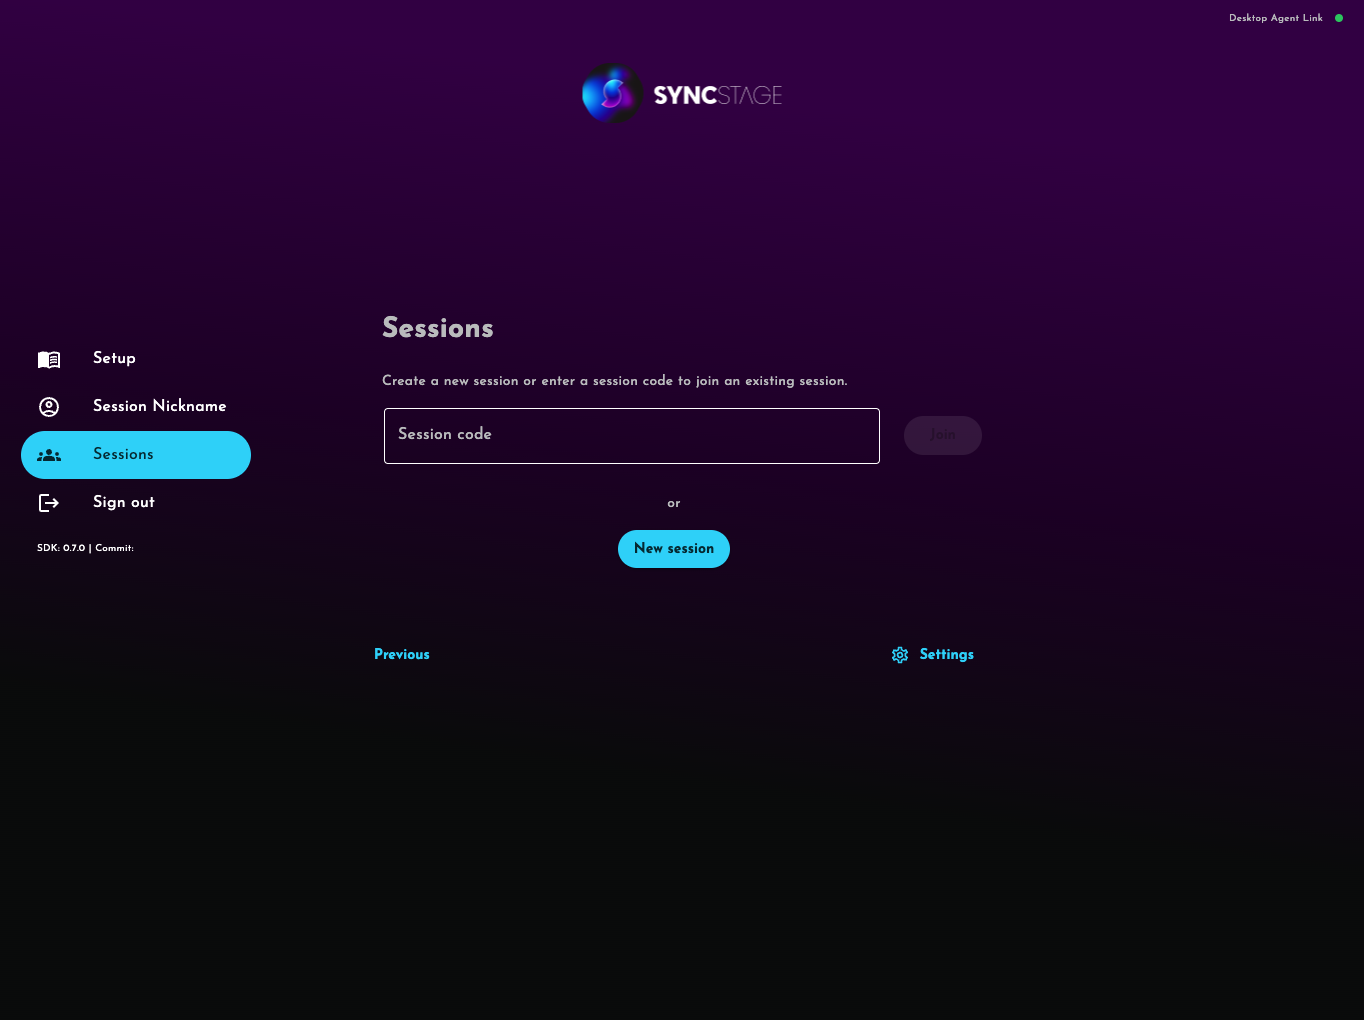 Desktop Agent Link
SYNCSTAGE
Sessions
Create a new session or enter a session code to join an existing session.
Session code
Join
or
New session
Previous
Settings
Setup
Session Nickname
Sessions
Sign out
SDK: 0.7.0 | Commit: